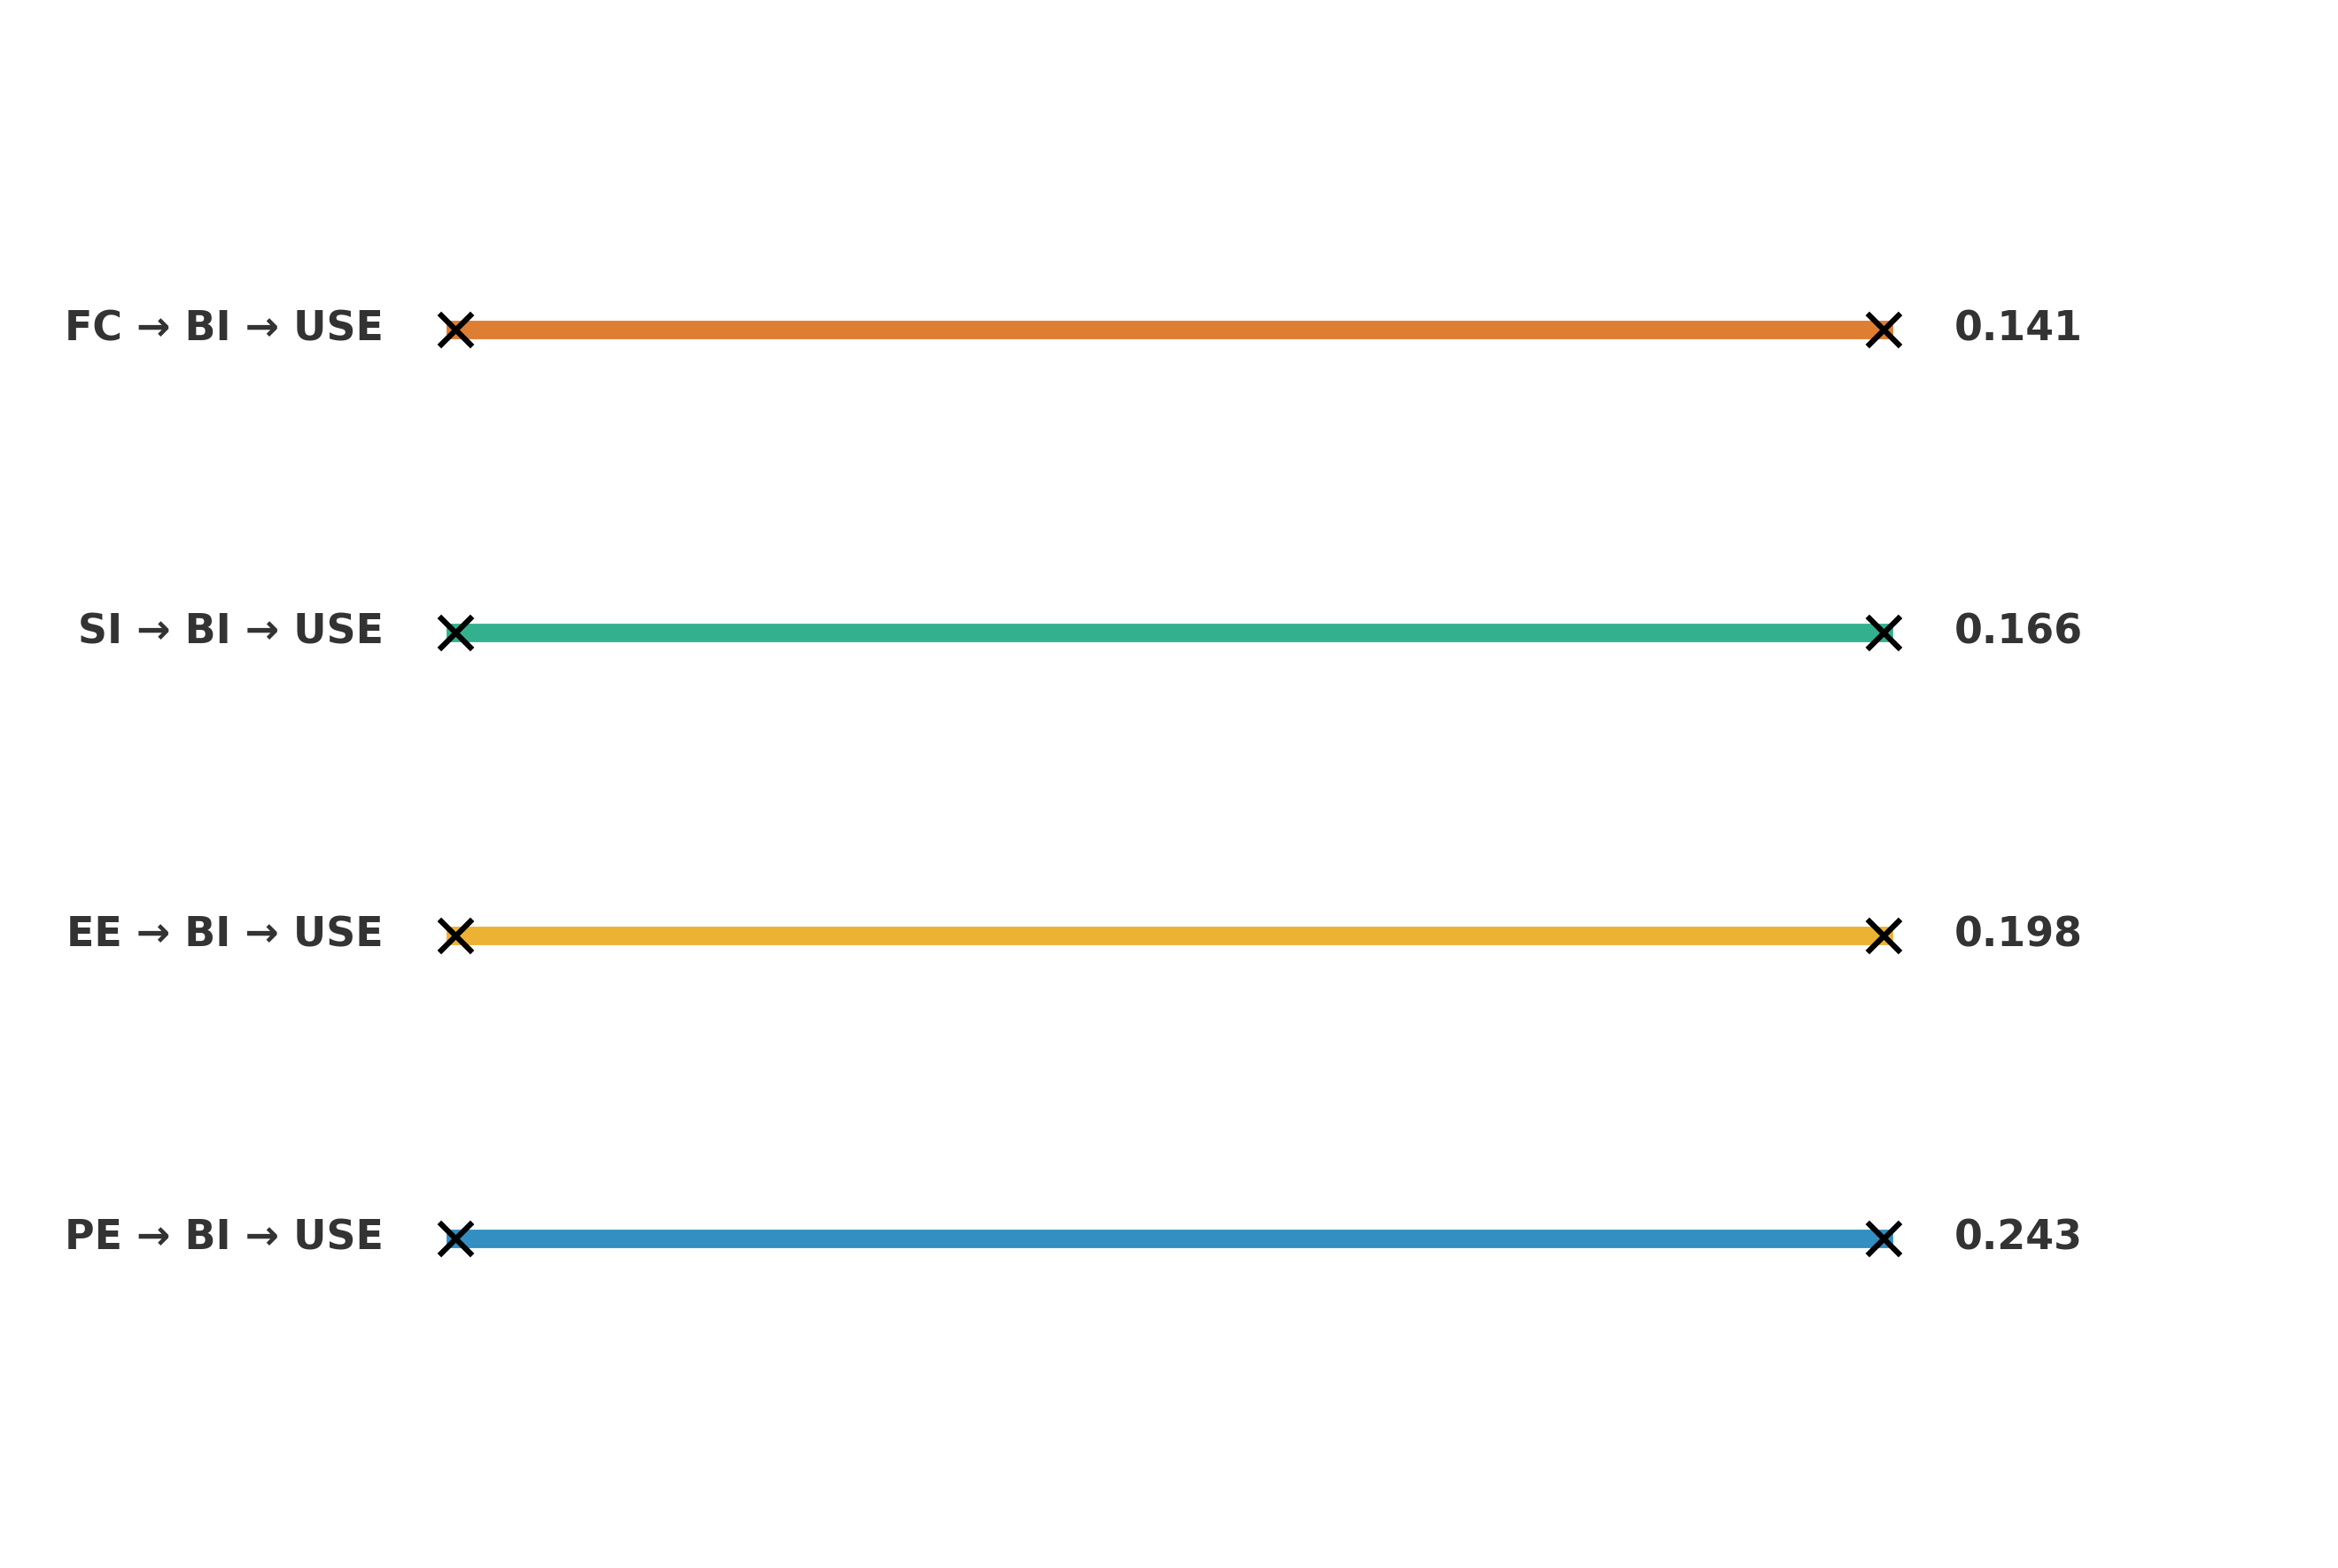 FC → BI → USE 0.141
SI → BI → USE 0.166
EE → BI → USE 0.198
PE → BI → USE 0.243